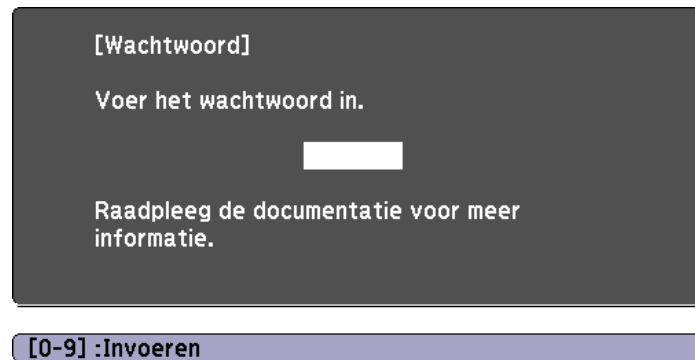 [Wachtwoord]
Voer het wachtwoord in.
Raadpleeg de documentatie voor meer
informatie.
[0-9] :Invoeren